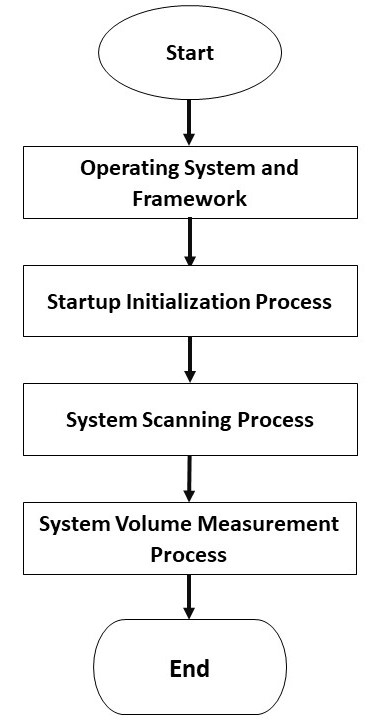 Start
Operating System and
Framework
Startup Initialization Process
System Scanning Process
System Volume Measurement
Process
End